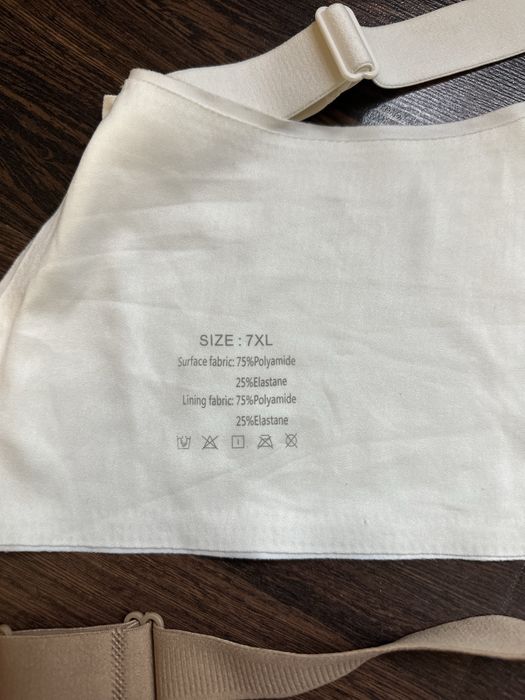 SIZE : 7XL
Surface fabric: 75%Polyamide
25%Elastane
Lining fabric: 75%Polyamide
25%Elastane